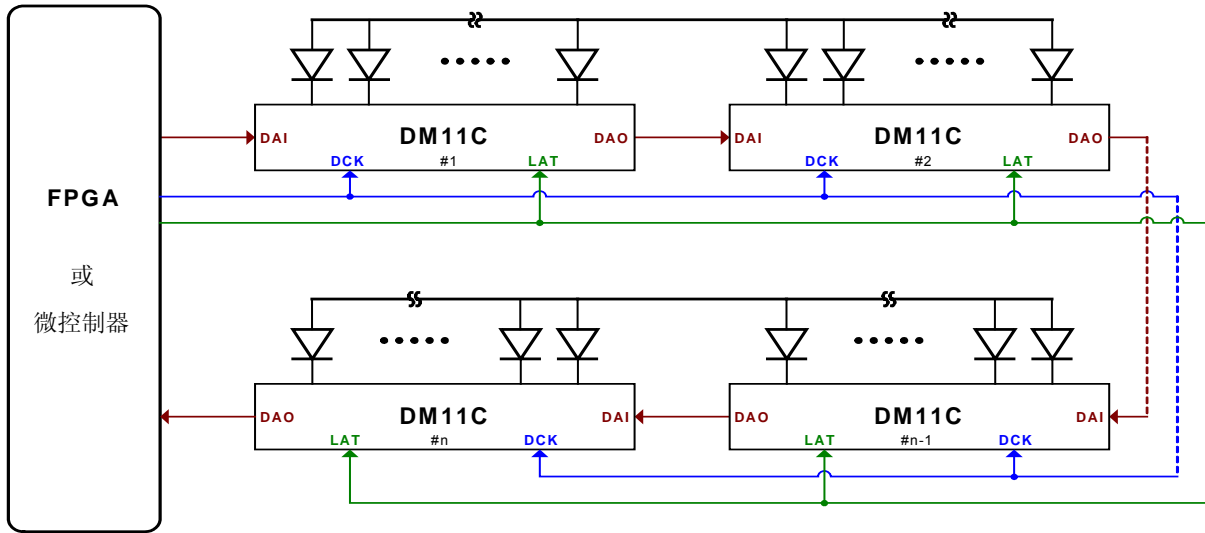 DAI DM11C DAO
DCK #1 LAT
DAI DM11C DAO
DCK #2 LAT
FPGA
或
微控制器
DAO DM11C DAI
LAT #n DCK
DAO DM11C DAI
LAT #n-1 DCK